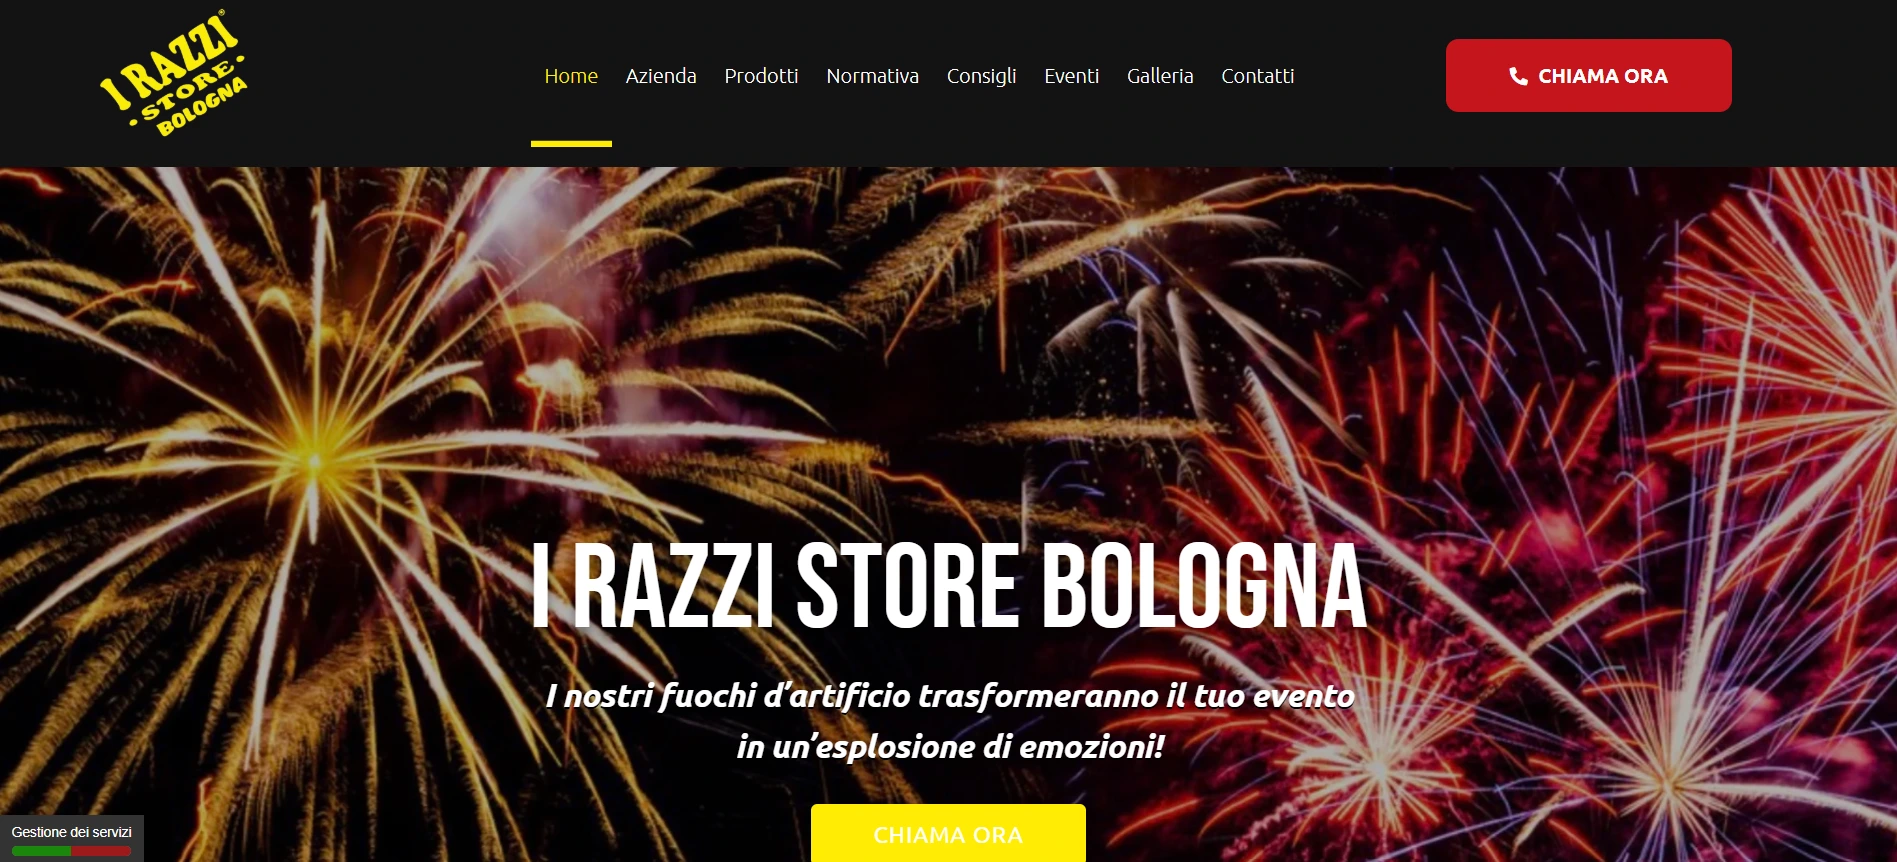 I RAZZI®
• STORE •
BOLOGNA
Home Azienda Prodotti Normativa Consigli Eventi Galleria Contatti
CHIAMA ORA
I RAZZI STORE BOLOGNA
I nostri fuochi d’artificio trasformeranno il tuo evento
in un’esplosione di emozioni!
CHIAMA ORA
Gestione dei servizi